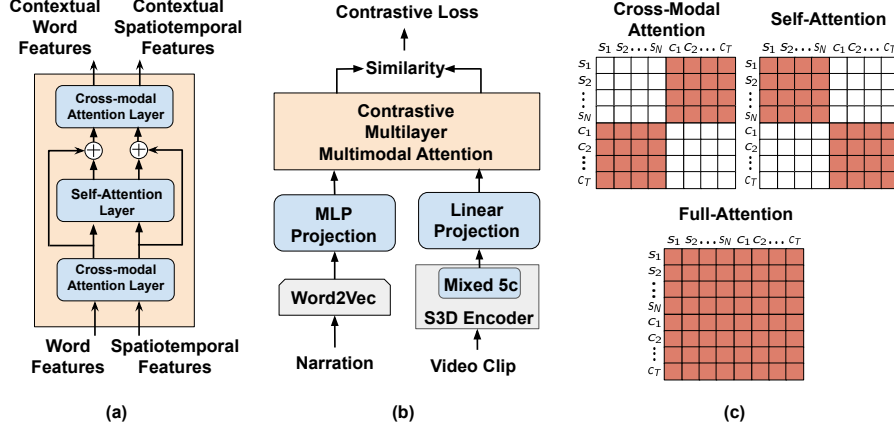 Contextual
Word
Features
Contextual
Spatiotemporal
Features
Cross-modal
Attention Layer
+
+
Self-Attention
Layer
Cross-modal
Attention Layer
Word
Features
Spatiotemporal
Features
(a)
Contrastive Loss
Similarity
Contrastive
Multilayer
Multimodal Attention
MLP
Projection
Linear
Projection
Word2Vec
Mixed 5c
S3D Encoder
Narration
Video Clip
(b)
Cross-Modal
Attention
s1 s2 ... sN c1 c2 ... cT
s1
s2
⋮
sN
c1
c2
⋮
cT
Self-Attention
s1 s2 ... sN c1 c2 ... cT
s1
s2
⋮
sN
c1
c2
⋮
cT
Full-Attention
s1 s2 ... sN c1 c2 ... cT
s1
s2
⋮
sN
c1
c2
⋮
cT
(c)